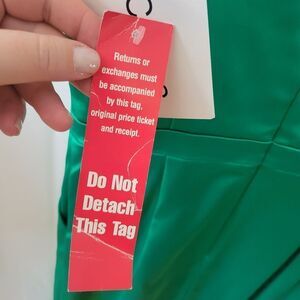 Returns or
exchanges must
be accompanied
by this tag,
original price ticket
and receipt.
Do Not
Detach
This Tag